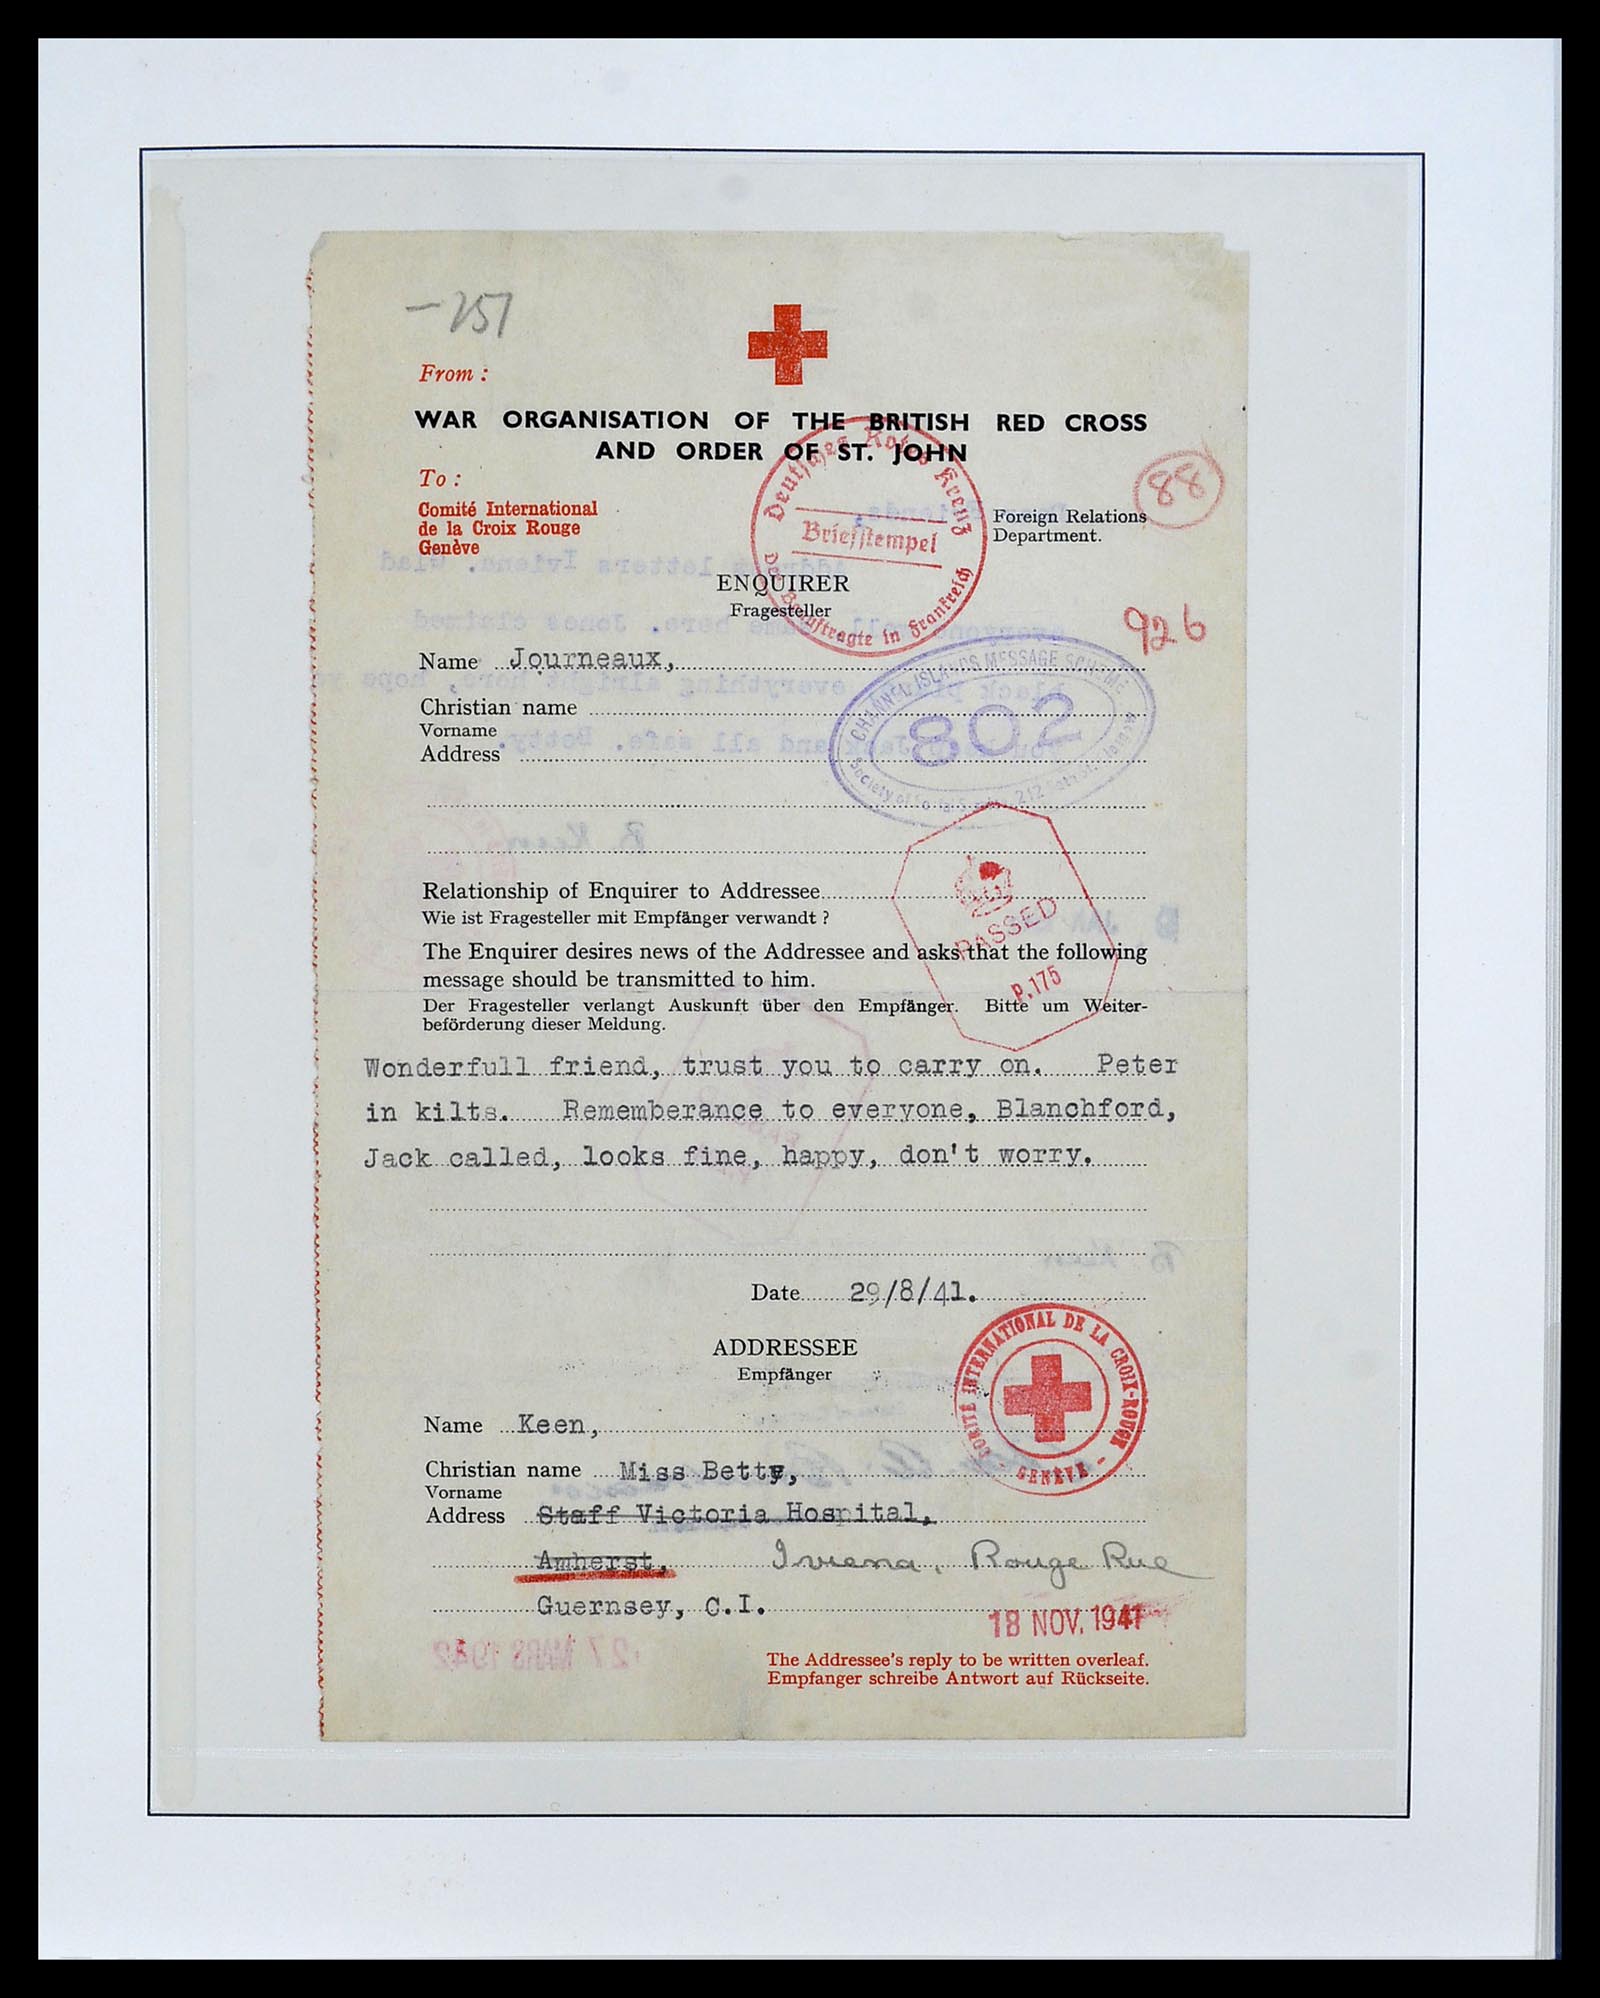 -251
From :
WAR ORGANISATION OF THE BRITISH RED CROSS
AND ORDER OF ST. JOHN
To :
Comité International
de la Croix Rouge
Genève
Deutsches Rotes Kreuz
Briefstempel
Der Beauftragte in Frankreich
88
Foreign Relations
Department.
ENQUIRER
Fragesteller
926
Name Journeaux,
CHANNEL ISLANDS MESSAGE SCHEME
802
Society of 212
Christian name
Vorname
Address
Relationship of Enquirer to Addressee
Wie ist Fragesteller mit Empfänger verwandt ?
PASSED
P.175
The Enquirer desires news of the Addressee and asks that the following
message should be transmitted to him.
Der Fragesteller verlangt Auskunft über den Empfänger. Bitte um Weiter-
beförderung dieser Meldung.
Wonderfull friend, trust you to carry on. Peter
in kilts. Rememberance to everyone, Blanchford,
Jack called, looks fine, happy, don't worry.
Date 29/8/41.
ADDRESSEE
Empfänger
COMITÉ INTERNATIONAL DE LA CROIX-ROUGE - GENÈVE -
Name Keen,
Christian name Miss Betty,
Vorname
Address Staff Victoria Hospital,
Amherst, Iviena, Rouge Rue
Guernsey, C.I.
18 NOV. 1941
27 MARS 1942
The Addressee's reply to be written overleaf.
Empfanger schreibe Antwort auf Rückseite.